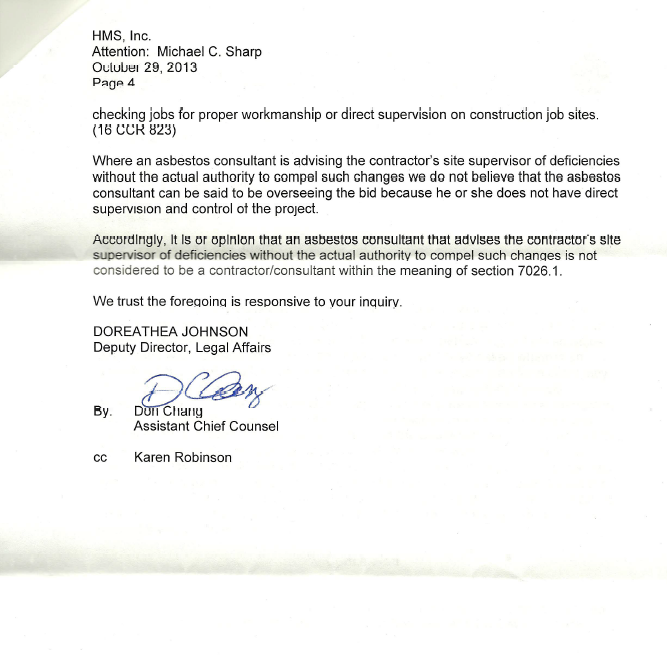 HMS, Inc.
Attention: Michael C. Sharp
October 29, 2013
Page 4
checking jobs for proper workmanship or direct supervision on construction job sites.
(16 CCR 823)
Where an asbestos consultant is advising the contractor's site supervisor of deficiencies
without the actual authority to compel such changes we do not believe that the asbestos
consultant can be said to be overseeing the bid because he or she does not have direct
supervision and control of the project.
Accordingly, it is or opinion that an asbestos consultant that advises the contractor's site
supervisor of deficiencies without the actual authority to compel such changes is not
considered to be a contractor/consultant within the meaning of section 7026.1.
We trust the foregoing is responsive to your inquiry.
DOREATHEA JOHNSON
Deputy Director, Legal Affairs
By. Don Chang
Assistant Chief Counsel
cc Karen Robinson